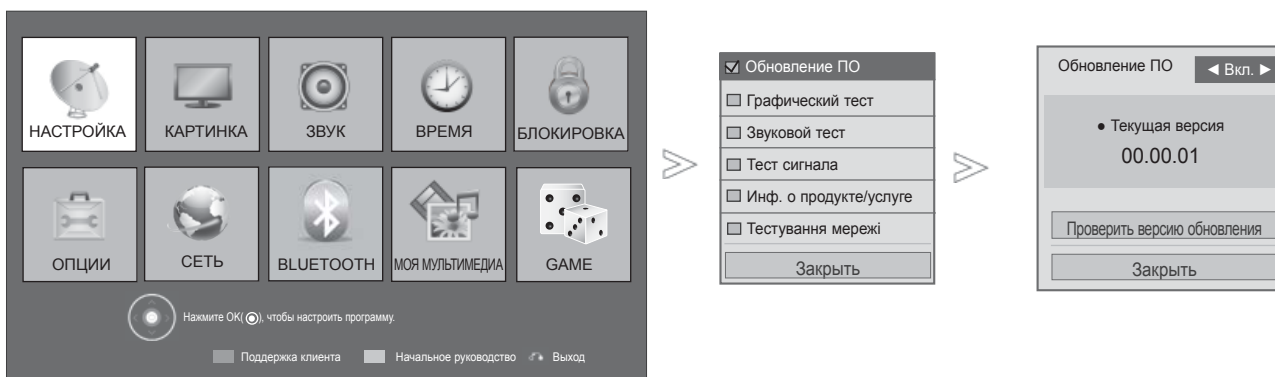 НАСТРОЙКА
КАРТИНКА
ЗВУК
ВРЕМЯ
БЛОКИРОВКА
ОПЦИИ
СЕТЬ
BLUETOOTH
МОЯ МУЛЬТИМЕДИА
GAME
Нажмите OK(◉), чтобы настроить программу.
Поддержка клиента Начальное руководство Выход
Обновление ПО
Графический тест
Звуковой тест
Тест сигнала
Инф. о продукте/услуге
Тестування мережі
Закрыть
Обновление ПО ◄ Вкл. ►
● Текущая версия
00.00.01
Проверить версию обновления
Закрыть